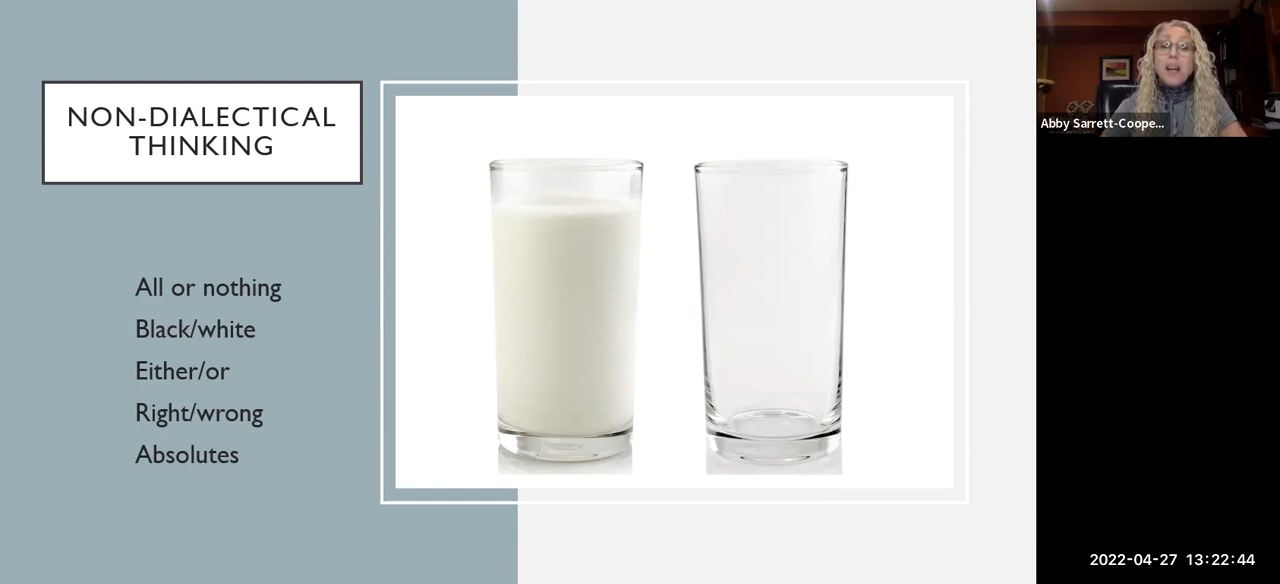 NON-DIALECTICAL
THINKING
All or nothing
Black/white
Either/or
Right/wrong
Absolutes
Abby Sarrett-Coope...
2022-04-27 13:22:44